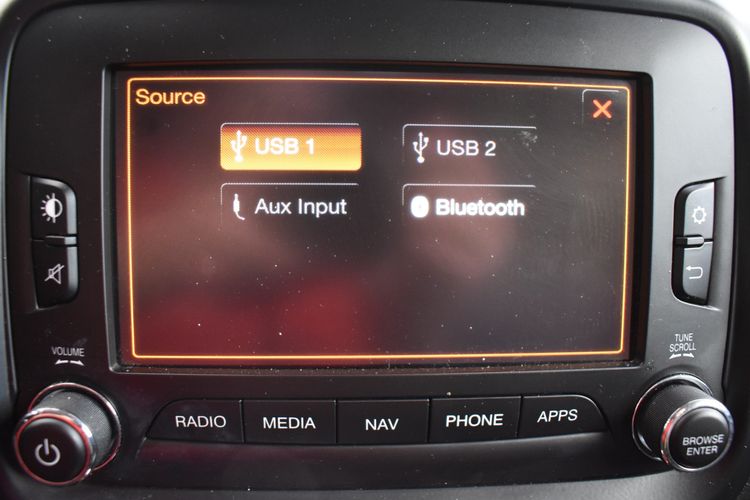 Source
USB 1
USB 2
Aux Input
Bluetooth
VOLUME
TUNE
SCROLL
RADIO
MEDIA
NAV
PHONE
APPS
BROWSE
ENTER